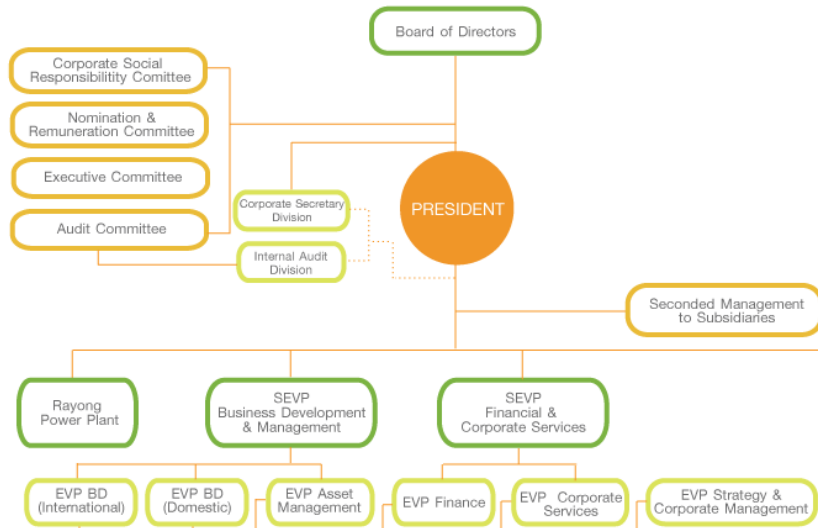 Board of Directors
Corporate Social
Responsibilitity Comittee
Nomination &
Remuneration Committee
Executive Committee
Audit Committee
Corporate Secretary
Division
Internal Audit
Division
PRESIDENT
Seconded Management
to Subsidiaries
Rayong
Power Plant
SEVP
Business Development
& Management
SEVP
Financial &
Corporate Services
EVP BD
(International)
EVP BD
(Domestic)
EVP Asset
Management
EVP Finance
EVP Corporate
Services
EVP Strategy &
Corporate Management